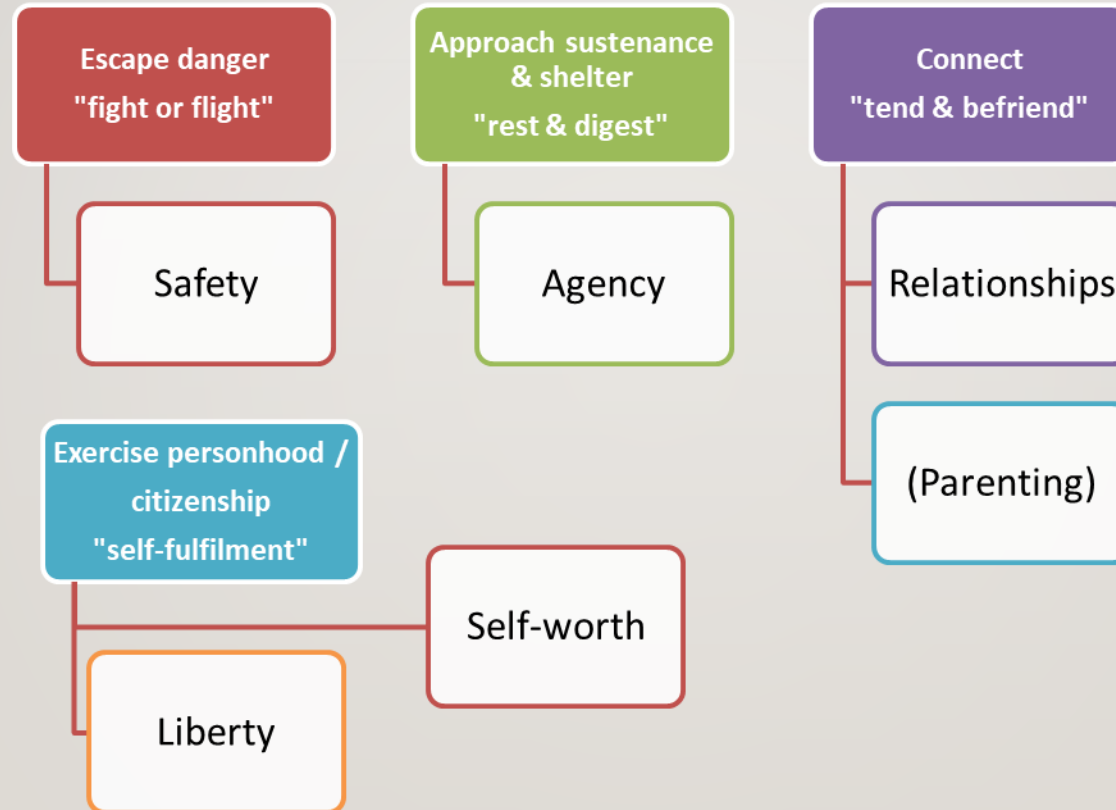 Escape danger
"fight or flight"
Safety
Approach sustenance
& shelter
"rest & digest"
Agency
Connect
"tend & befriend"
Relationships
(Parenting)
Exercise personhood /
citizenship
"self-fulfilment"
Self-worth
Liberty